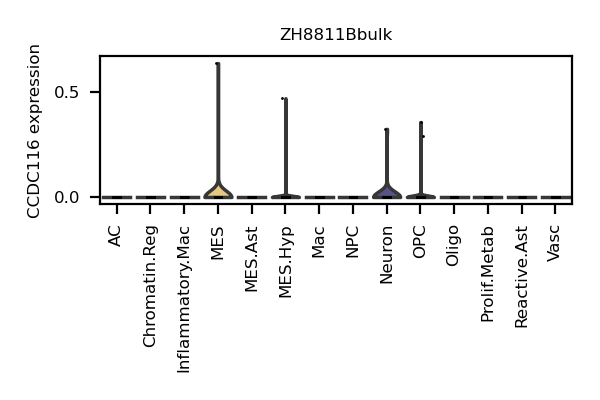 ZH8811Bbulk
CCDC116 expression
0.5
0.0
AC
Chromatin.Reg
Inflammatory.Mac
MES
MES.Ast
MES.Hyp
Mac
NPC
Neuron
OPC
Oligo
Prolif.Metab
Reactive.Ast
Vasc